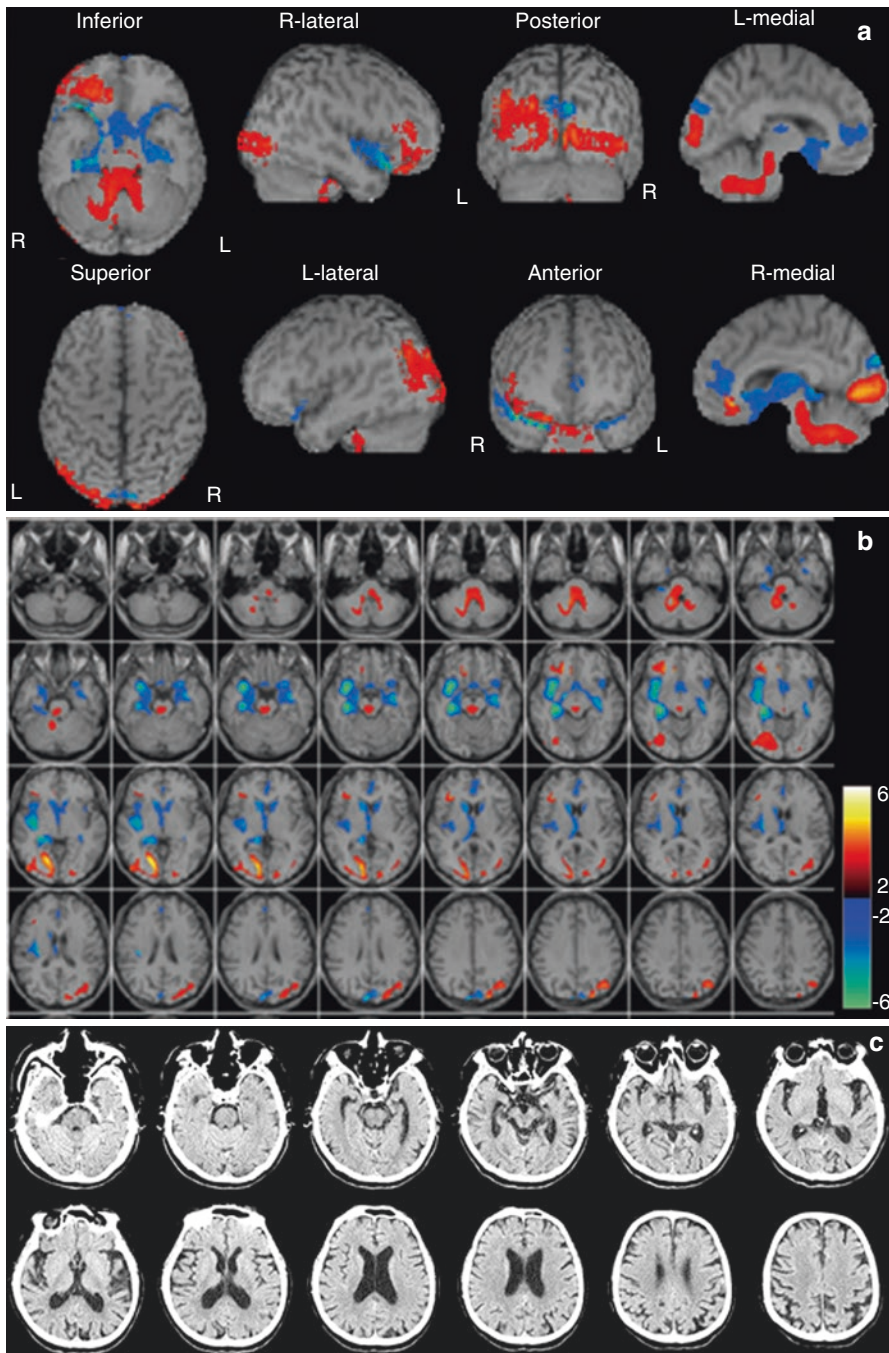 Inferior R-lateral Posterior L-medial
a
L R
R L
Superior L-lateral Anterior R-medial
R L
L R
b
6
2
-2
-6
c